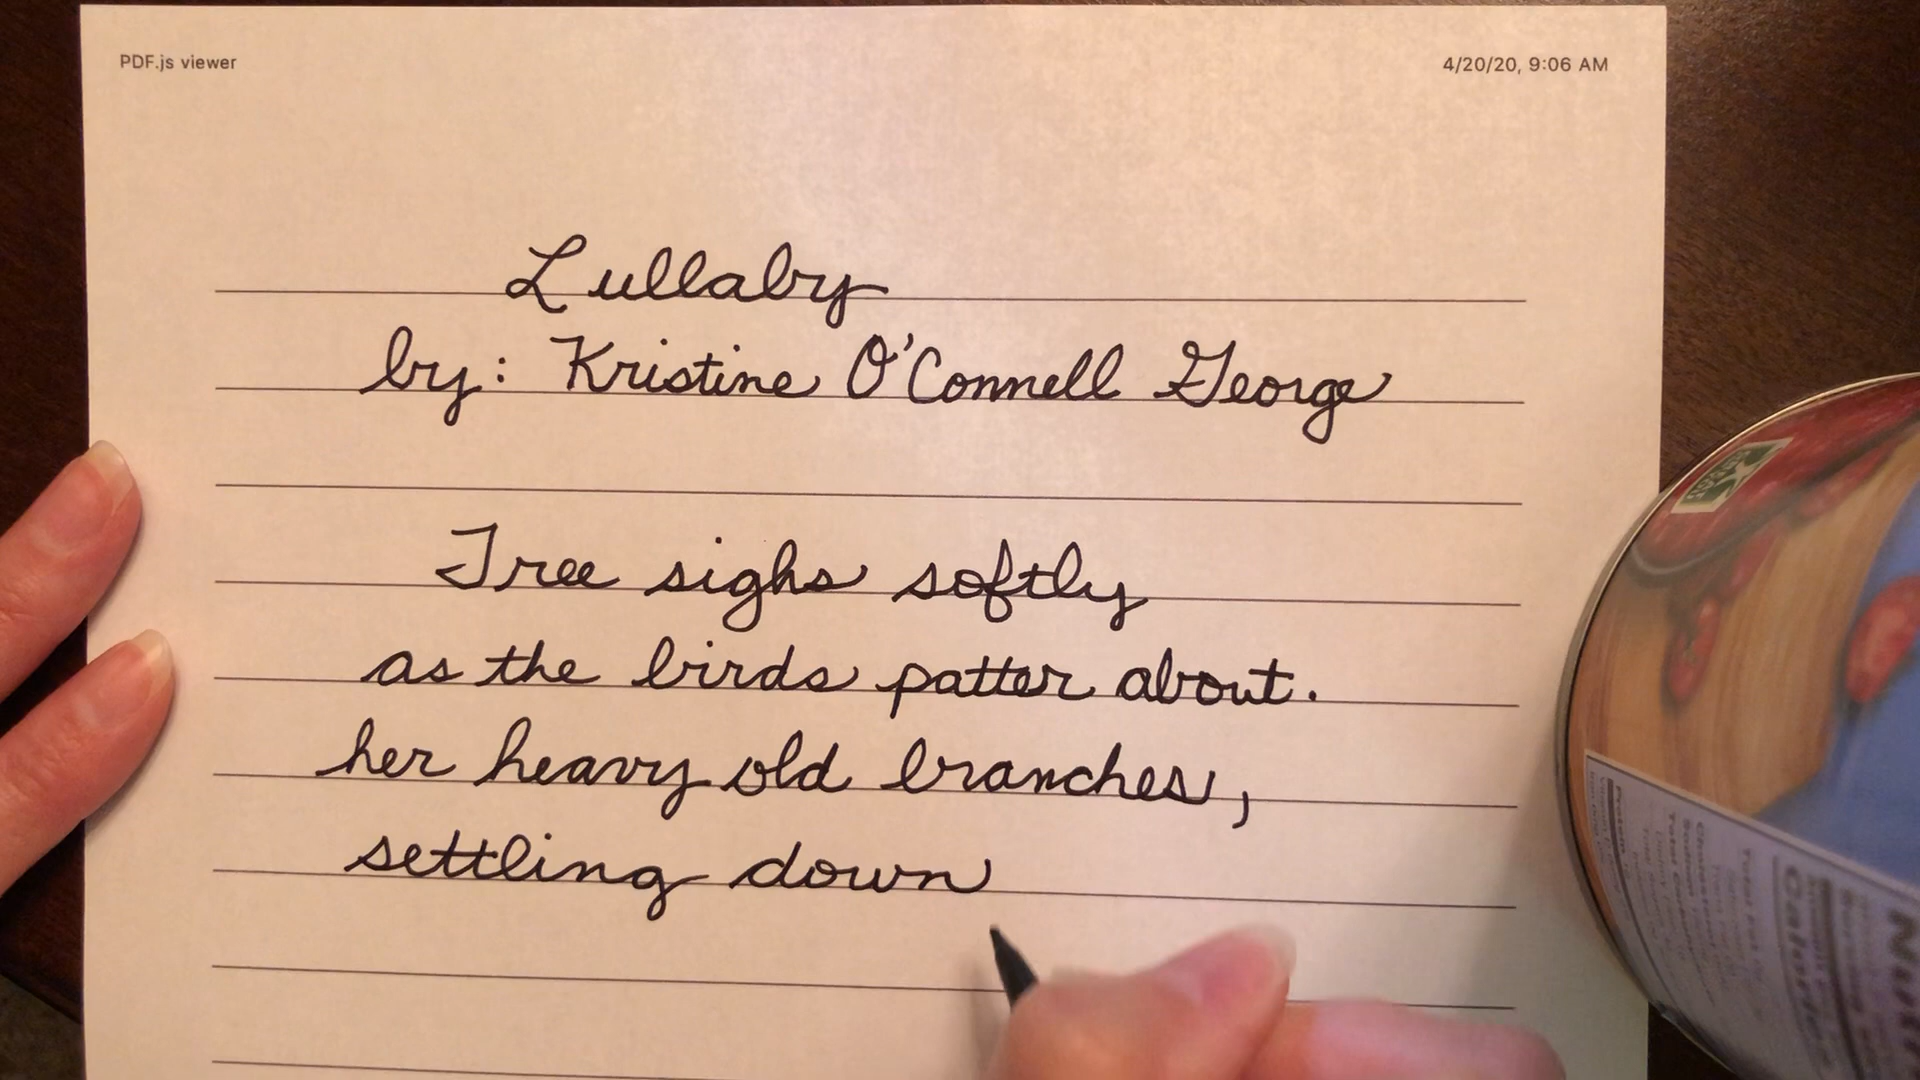 PDF.js viewer
4/20/20, 9:06 AM
Lullaby
by: Kristine O'Connell George
Tree sighs softly
as the birds patter about.
her heavy old branches,
settling down